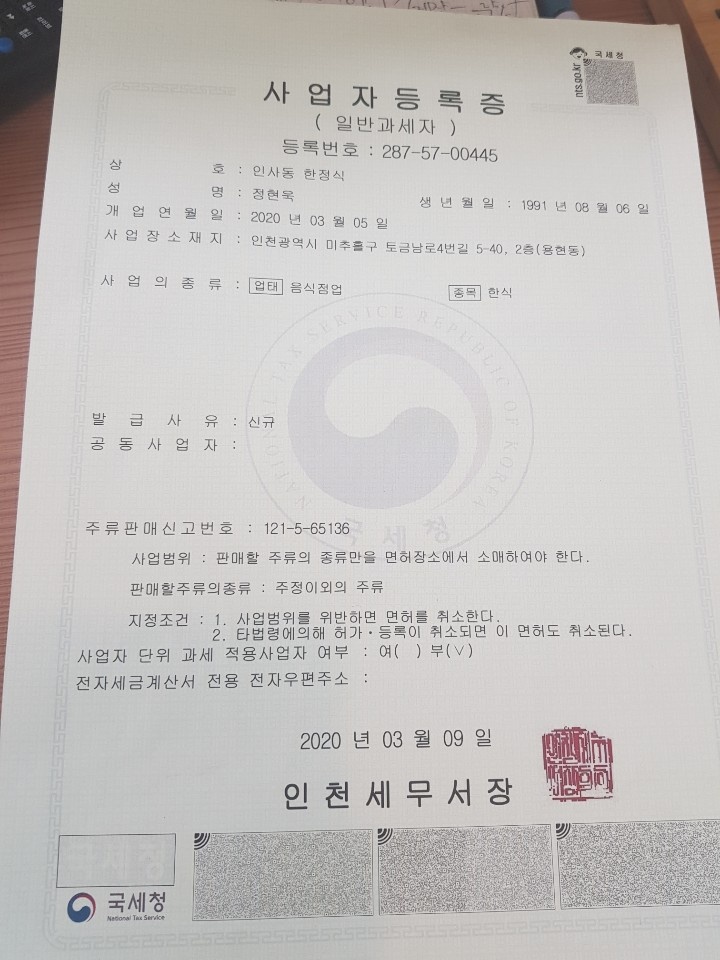 국세청
nts.go.kr
사업자등록증
( 일반과세자 )
등록번호 : 287-57-00445
상 호 : 인사동 한정식
성 명 : 정현욱 생년월일 : 1991 년 08 월 06 일
개업연월일 : 2020 년 03 월 05 일
사업장소재지 : 인천광역시 미추홀구 토금남로4번길 5-40, 2층(용현동)
사업의종류 : 업태 음식점업 종목 한식
NATIONAL TAX SERVICE REPUBLIC OF KOREA
국세청
발급사유 : 신규
공동사업자 :
주류판매신고번호 : 121-5-65136
사업범위 : 판매할 주류의 종류만을 면허장소에서 소매하여야 한다.
판매할주류의종류 : 주정이외의 주류
지정조건 : 1. 사업범위를 위반하면 면허를 취소한다.
2. 타법령에의해 허가·등록이 취소되면 이 면허도 취소된다.
사업자 단위 과세 적용사업자 여부 : 여( ) 부(∨)
전자세금계산서 전용 전자우편주소 :
2020 년 03 월 09 일
인천세무서장
국세청
국세청
National Tax Service